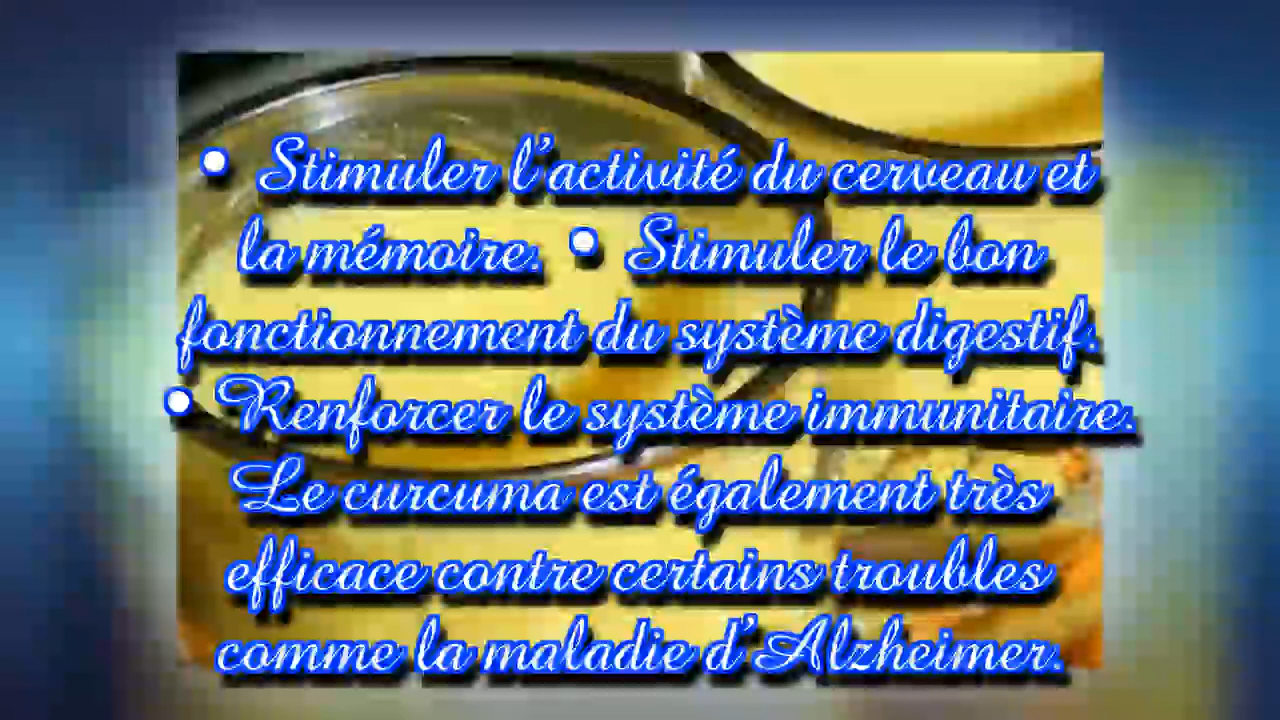 • Stimuler l’activité du cerveau et
la mémoire. • Stimuler le bon
fonctionnement du système digestif.
• Renforcer le système immunitaire.
Le curcuma est également très
efficace contre certains troubles
comme la maladie d’Alzheimer.